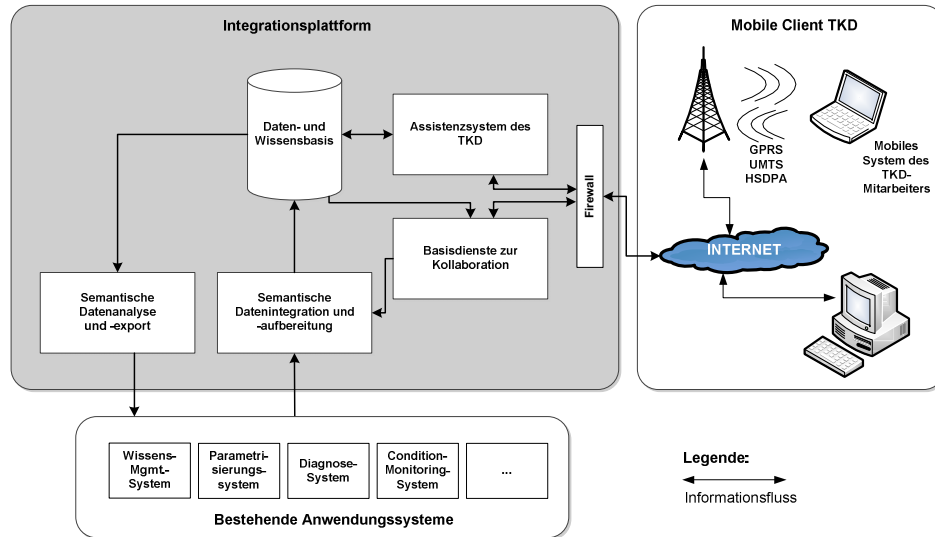 Integrationsplattform
Daten- und
Wissensbasis
Assistenzsystem des
TKD
Firewall
Basisdienste zur
Kollaboration
Semantische
Datenanalyse
und -export
Semantische
Datenintegration und
-aufbereitung
Mobile Client TKD
GPRS
UMTS
HSDPA
Mobiles
System des
TKD-
Mitarbeiters
INTERNET
Wissens-
Mgmt.-
System
Parametri-
sierungs-
system
Diagnose-
System
Condition-
Monitoring-
System
...
Bestehende Anwendungssysteme
Legende:
Informationsfluss